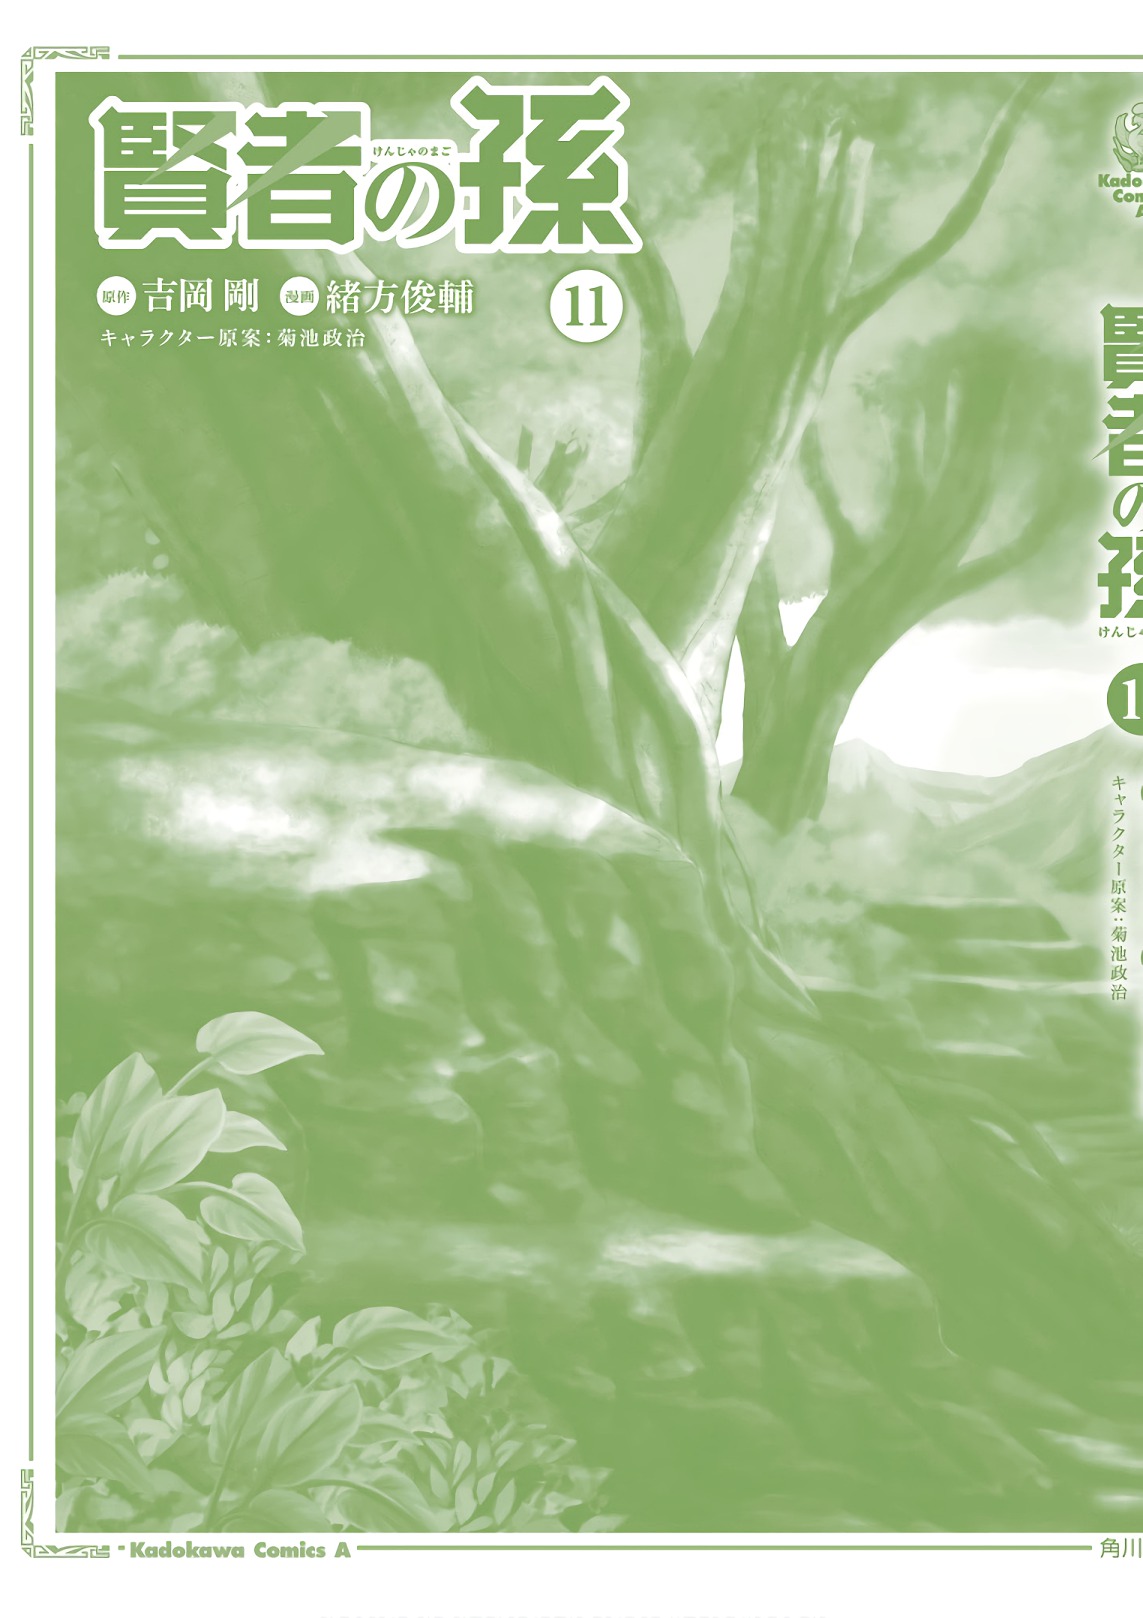 賢者の孫
けんじゃのまご
原作 吉岡 剛 漫画 緒方俊輔
11
キャラクター原案:菊池政治
賢者の
キャラクター原案:菊池政治
Kadokawa Comics A
角川